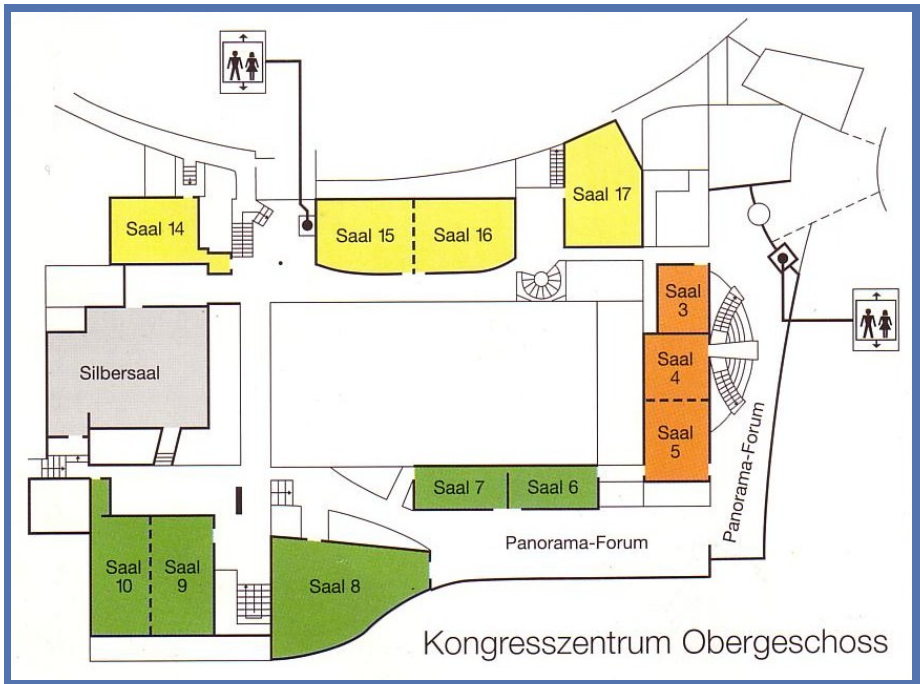 Saal 14
Saal 15
Saal 16
Saal 17
Saal
3
Silbersaal
Saal
4
Saal
5
Saal 7
Saal 6
Panorama-Forum
Panorama-Forum
Saal
10
Saal
9
Saal 8
Kongresszentrum Obergeschoss